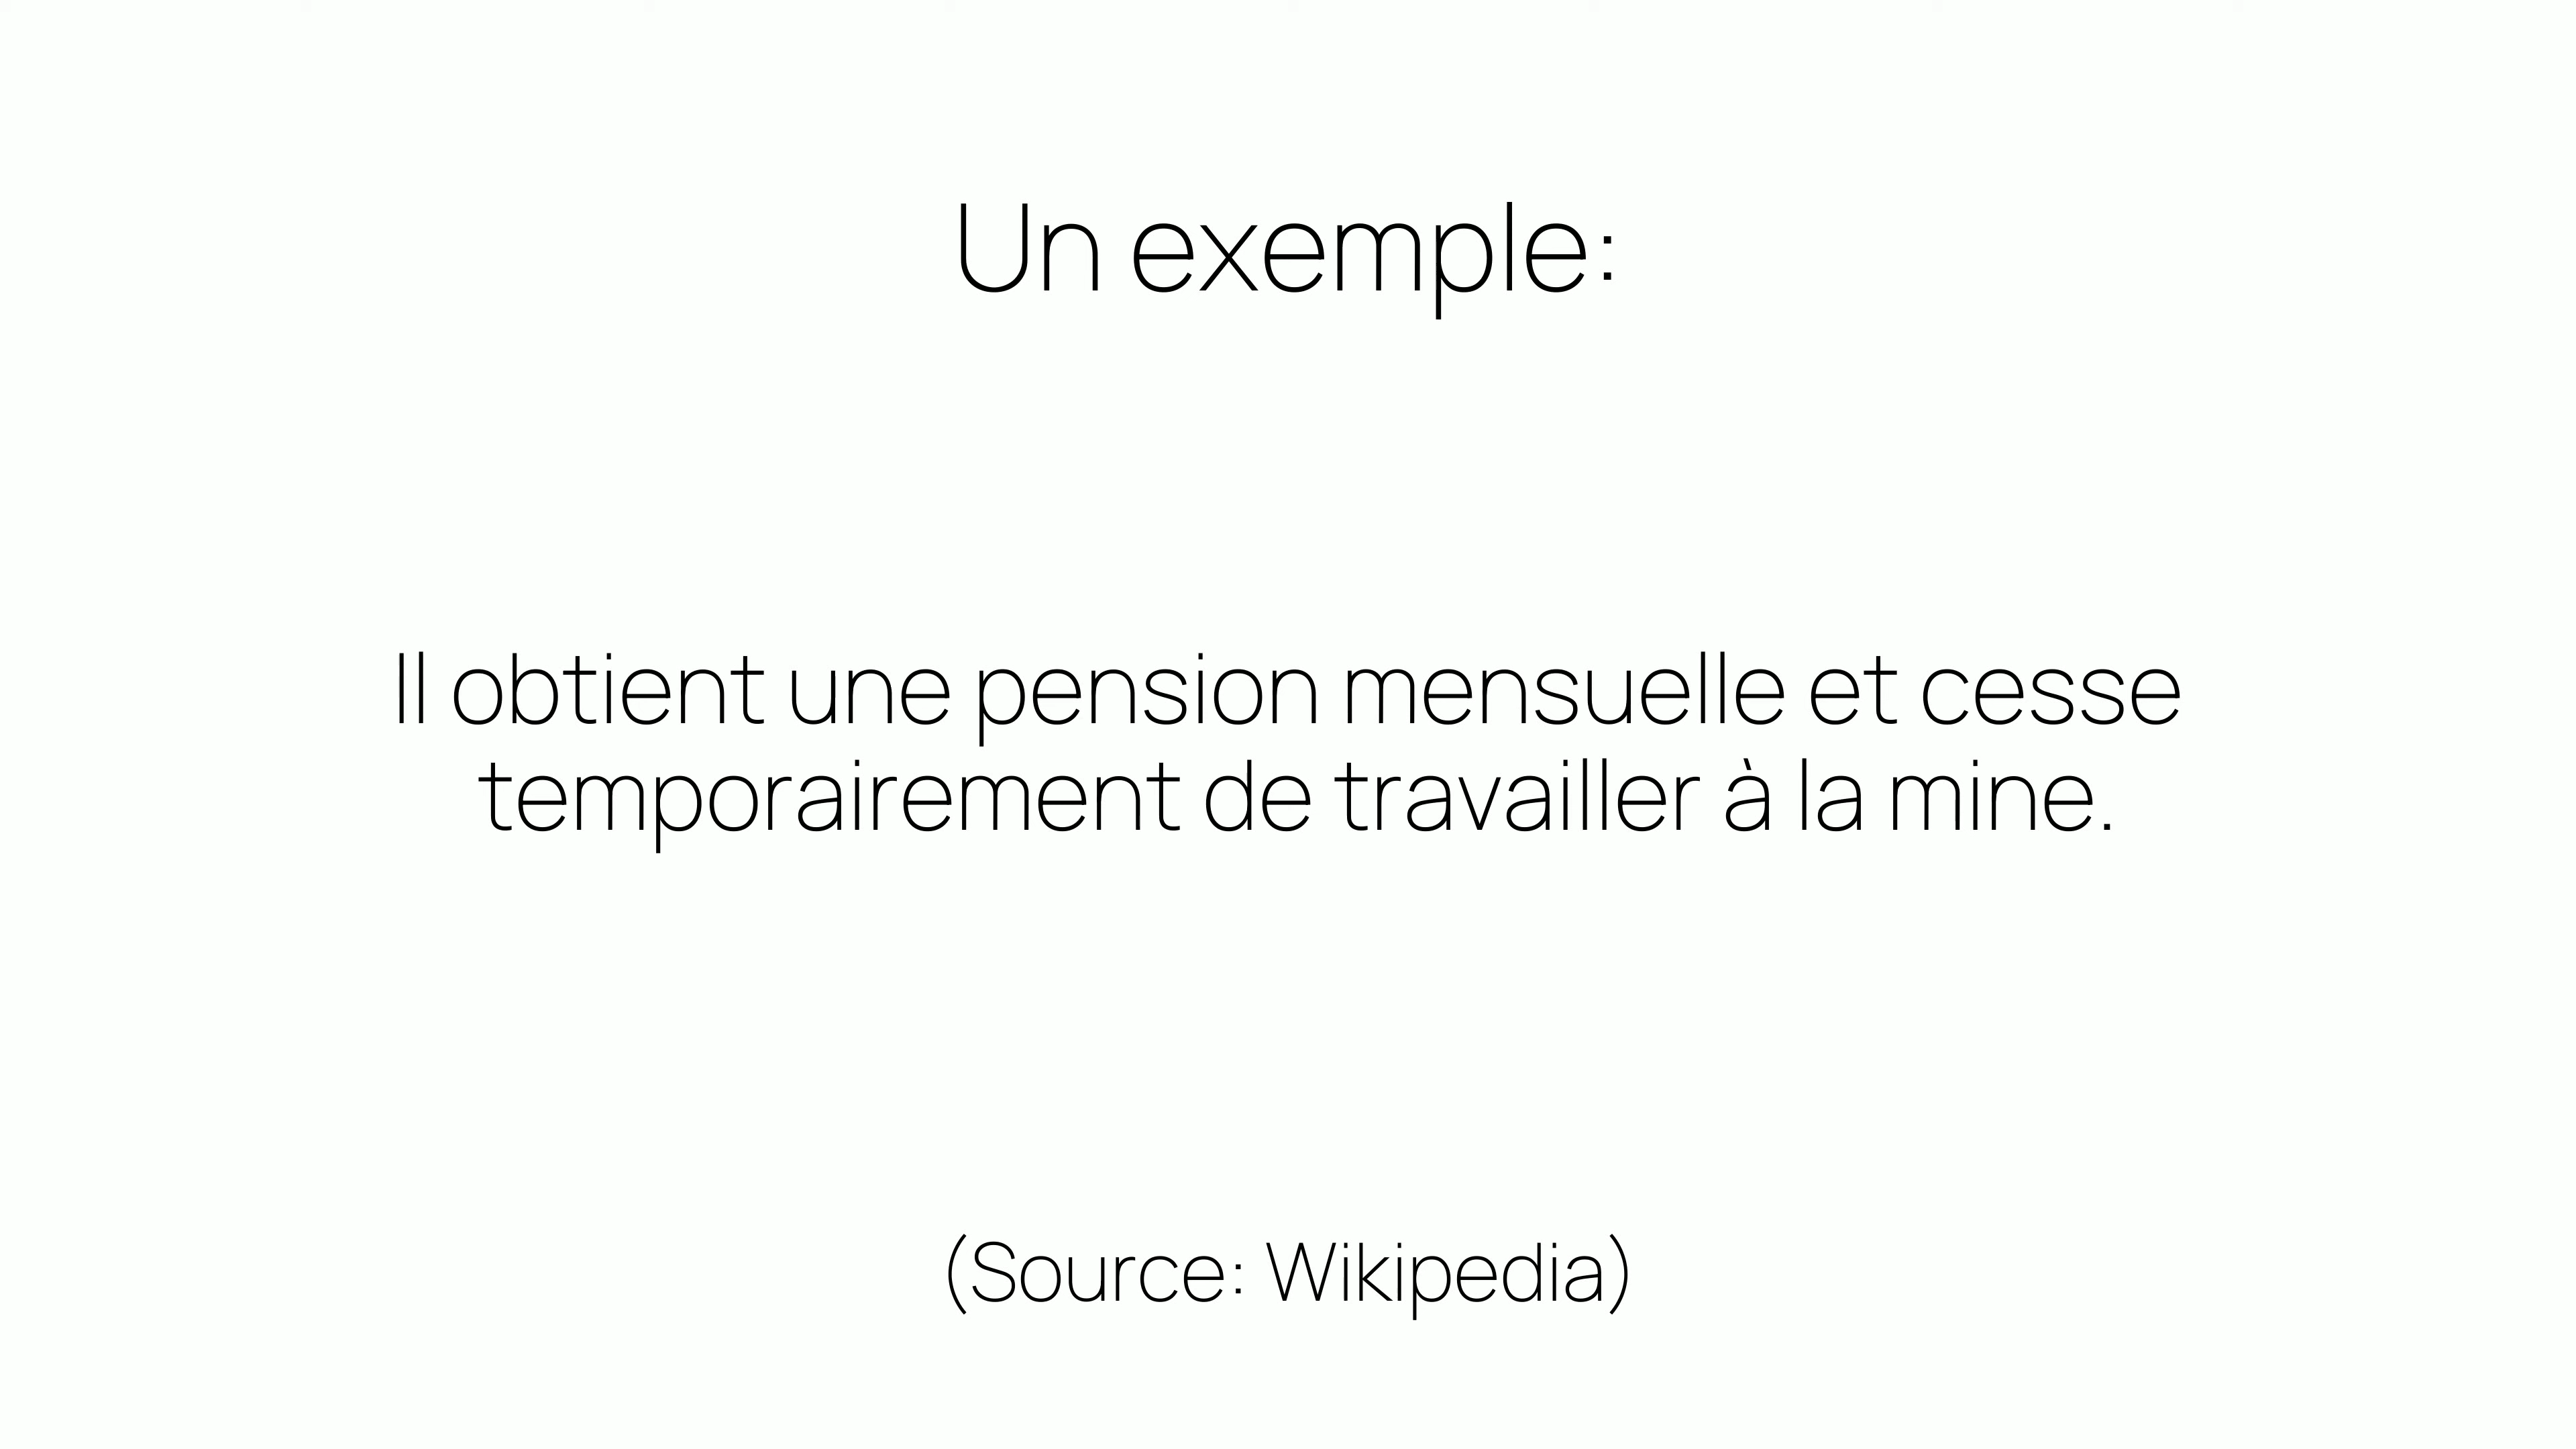 Un exemple:
Il obtient une pension mensuelle et cesse
temporairement de travailler à la mine.
(Source: Wikipedia)